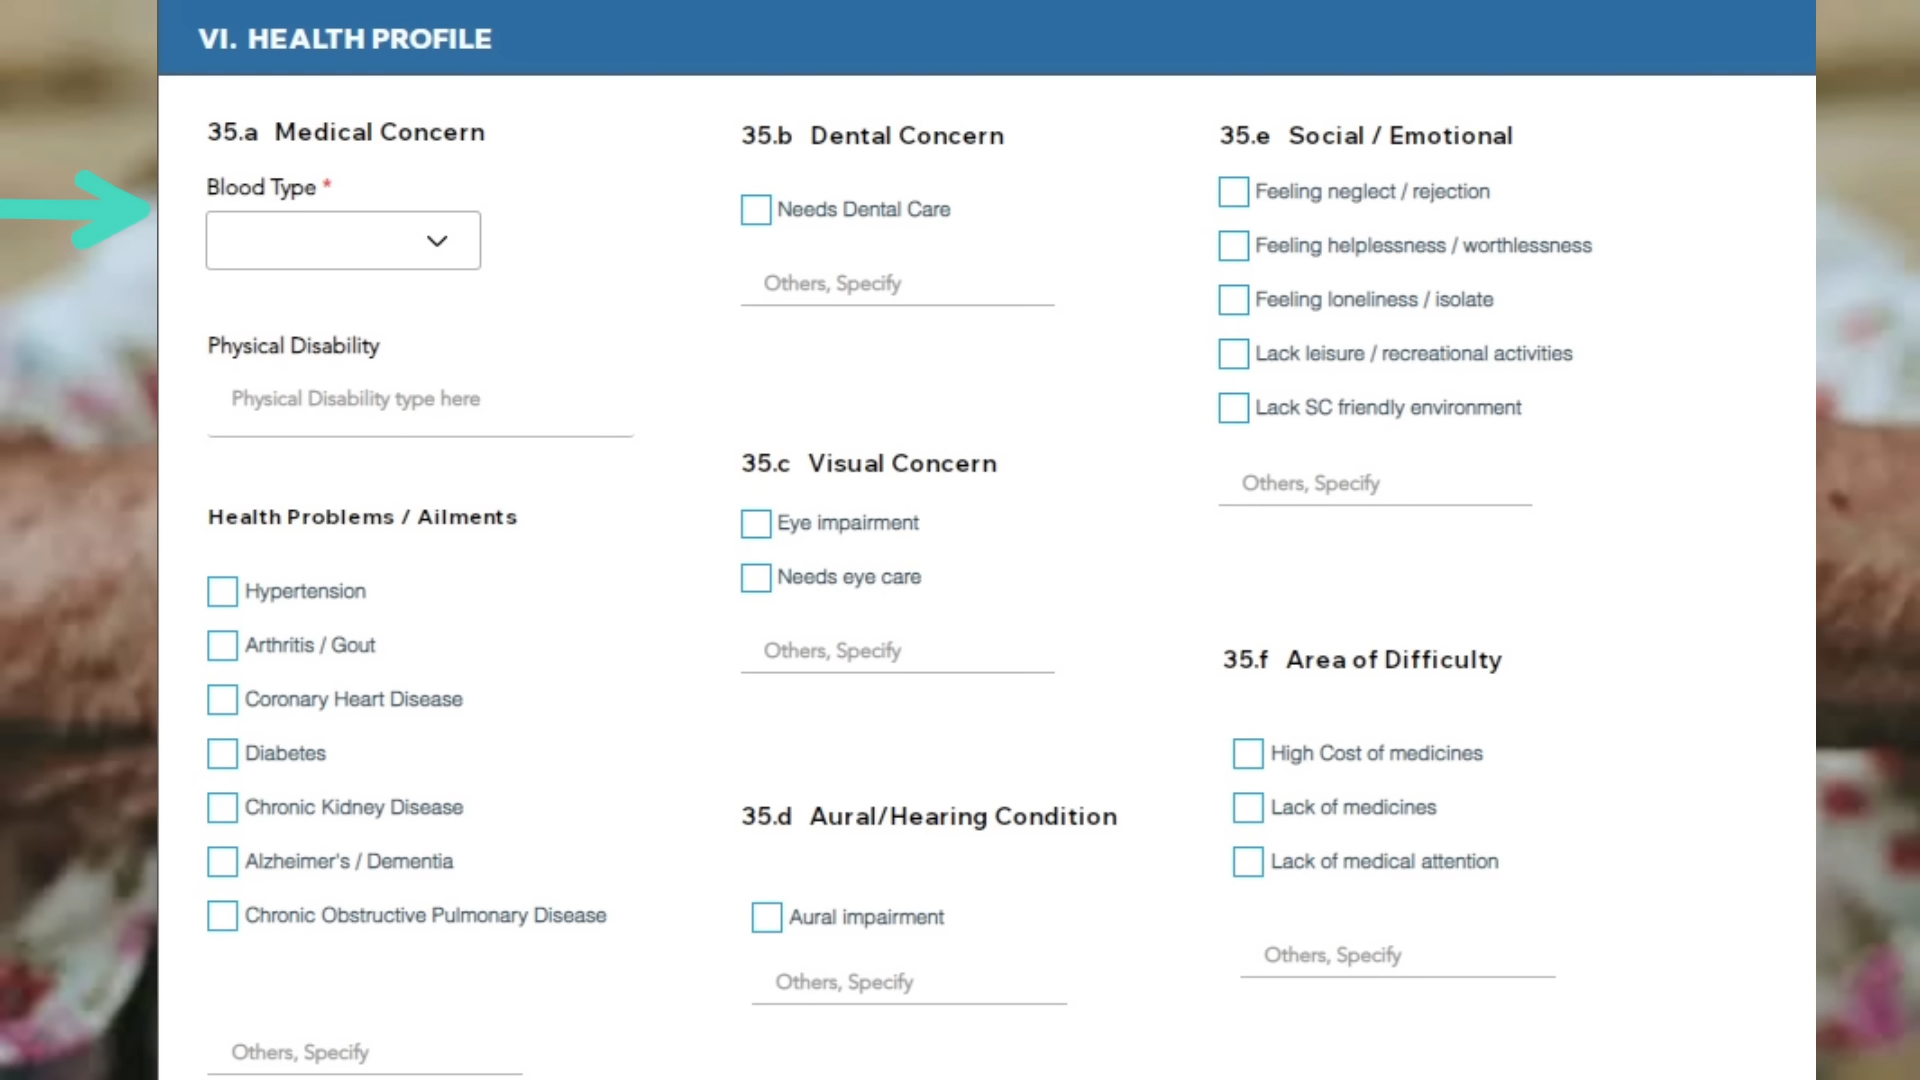 VI. HEALTH PROFILE
35.a Medical Concern
Blood Type *
Physical Disability
Physical Disability type here
Health Problems / Ailments
Hypertension
Arthritis / Gout
Coronary Heart Disease
Diabetes
Chronic Kidney Disease
Alzheimer's / Dementia
Chronic Obstructive Pulmonary Disease
Others, Specify
35.b Dental Concern
Needs Dental Care
Others, Specify
35.c Visual Concern
Eye impairment
Needs eye care
Others, Specify
35.d Aural/Hearing Condition
Aural impairment
Others, Specify
35.e Social / Emotional
Feeling neglect / rejection
Feeling helplessness / worthlessness
Feeling loneliness / isolate
Lack leisure / recreational activities
Lack SC friendly environment
Others, Specify
35.f Area of Difficulty
High Cost of medicines
Lack of medicines
Lack of medical attention
Others, Specify